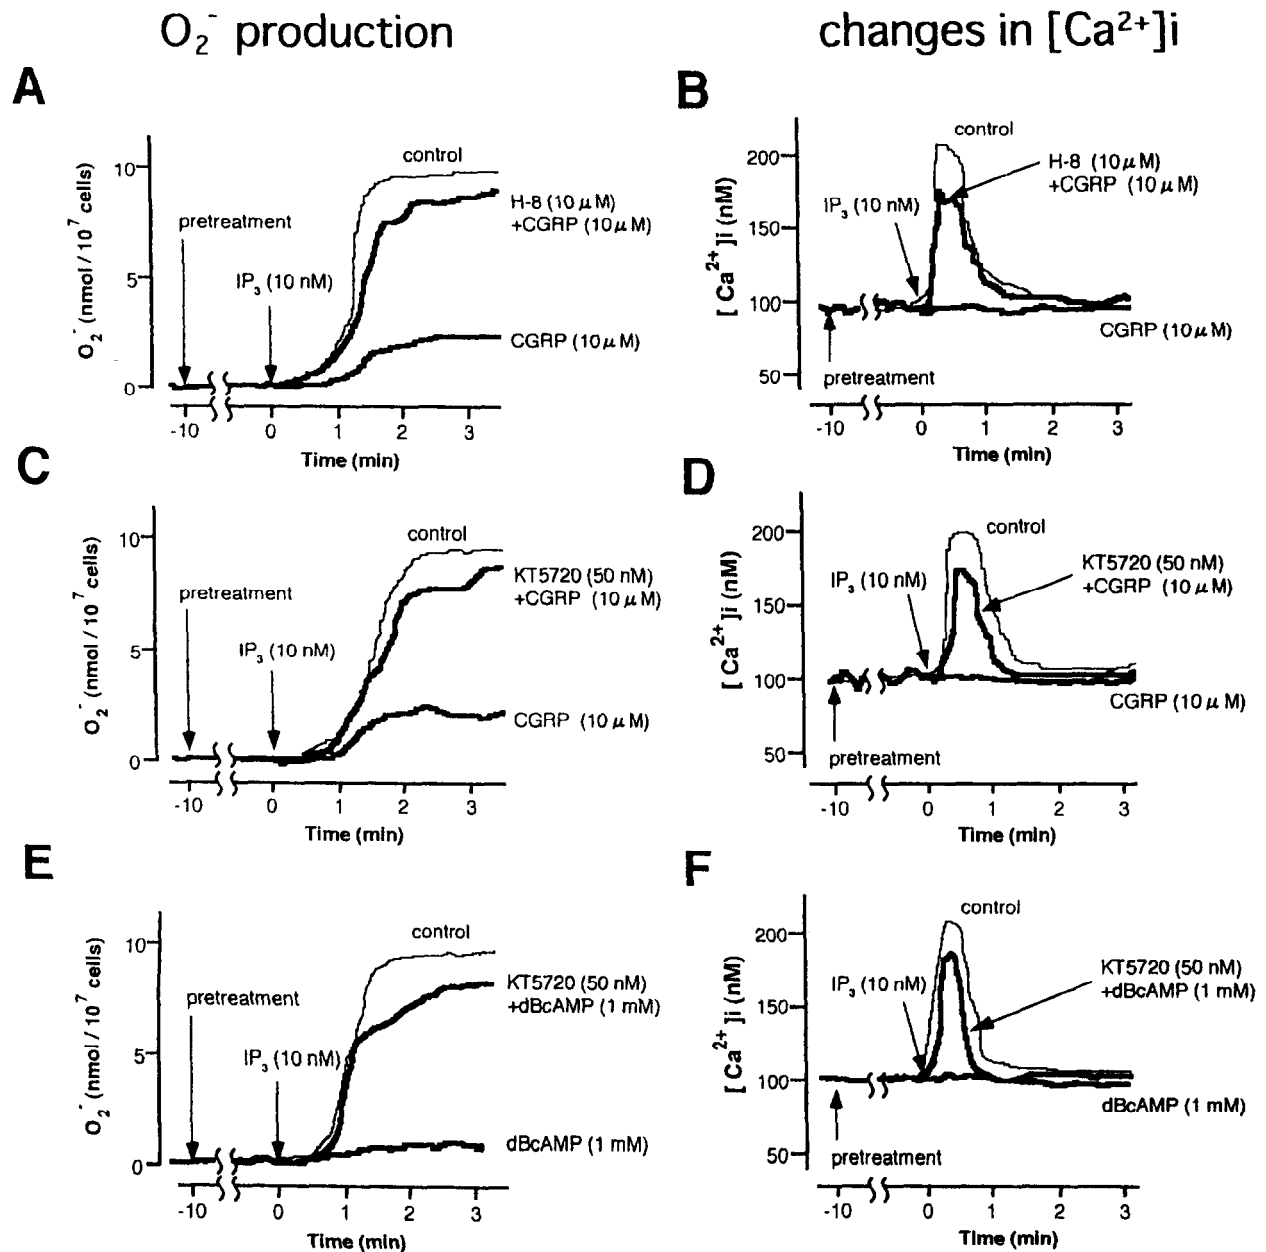 O₂⁻ production
changes in [Ca²⁺]i
A
O₂⁻ (nmol / 10⁷ cells)
10
5
0
pretreatment
IP₃ (10 nM)
control
H-8 (10 μM)
+CGRP (10 μM)
CGRP (10 μM)
-10 0 1 2 3
Time (min)
B
[Ca²⁺]i (nM)
200
150
100
50
control
IP₃ (10 nM)
H-8 (10 μM)
+CGRP (10 μM)
CGRP (10 μM)
pretreatment
-10 0 1 2 3
Time (min)
C
O₂⁻ (nmol / 10⁷ cells)
10
5
0
pretreatment
IP₃ (10 nM)
control
KT5720 (50 nM)
+CGRP (10 μM)
CGRP (10 μM)
-10 0 1 2 3
Time (min)
D
[Ca²⁺]i (nM)
200
150
100
50
control
IP₃ (10 nM)
KT5720 (50 nM)
+CGRP (10 μM)
CGRP (10 μM)
pretreatment
-10 0 1 2 3
Time (min)
E
O₂⁻ (nmol / 10⁷ cells)
10
5
0
pretreatment
IP₃ (10 nM)
control
KT5720 (50 nM)
+dBcAMP (1 mM)
dBcAMP (1 mM)
-10 0 1 2 3
Time (min)
F
[Ca²⁺]i (nM)
200
150
100
50
control
IP₃ (10 nM)
KT5720 (50 nM)
+dBcAMP (1 mM)
dBcAMP (1 mM)
pretreatment
-10 0 1 2 3
Time (min)